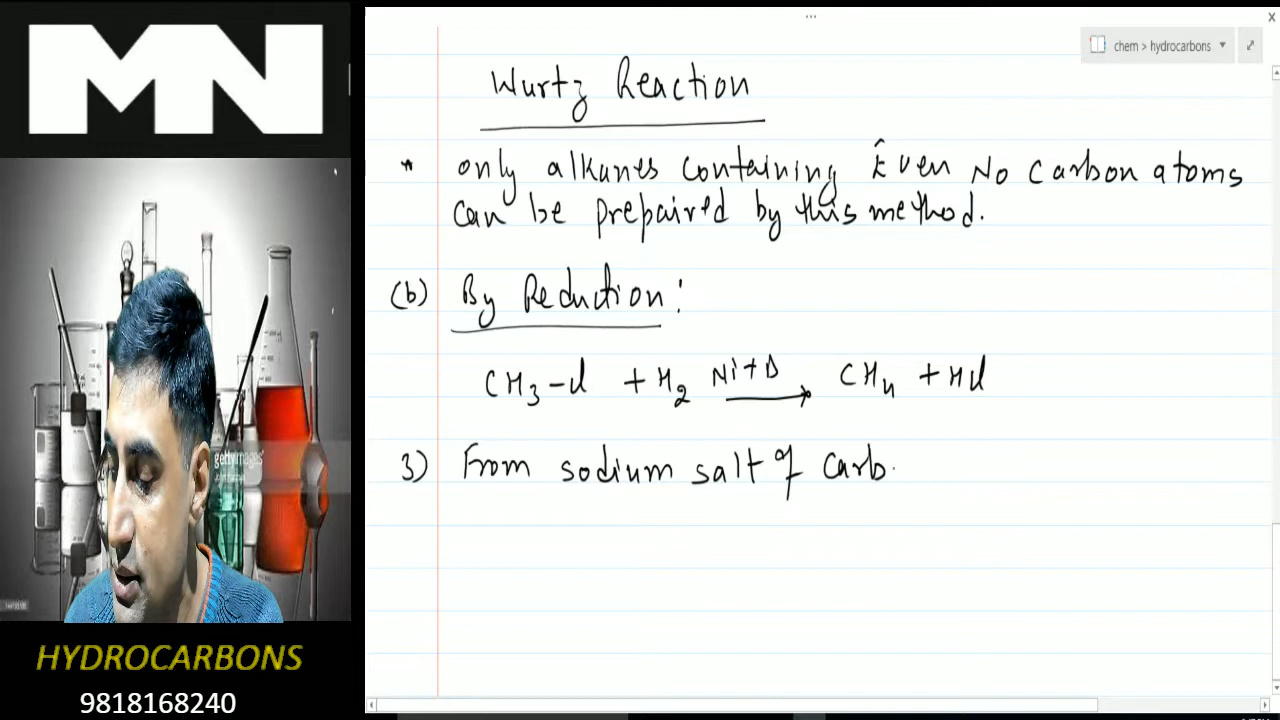 MN
chem > hydrocarbons
Wurtz Reaction
* only alkanes containing Even No carbon atoms
can be prepaired by this method.
(b) By Reduction:
CH3-Cl + H2 Ni+Δ → CH4 + HCl
3) From sodium salt of Carb
gettyimages
HYDROCARBONS
9818168240